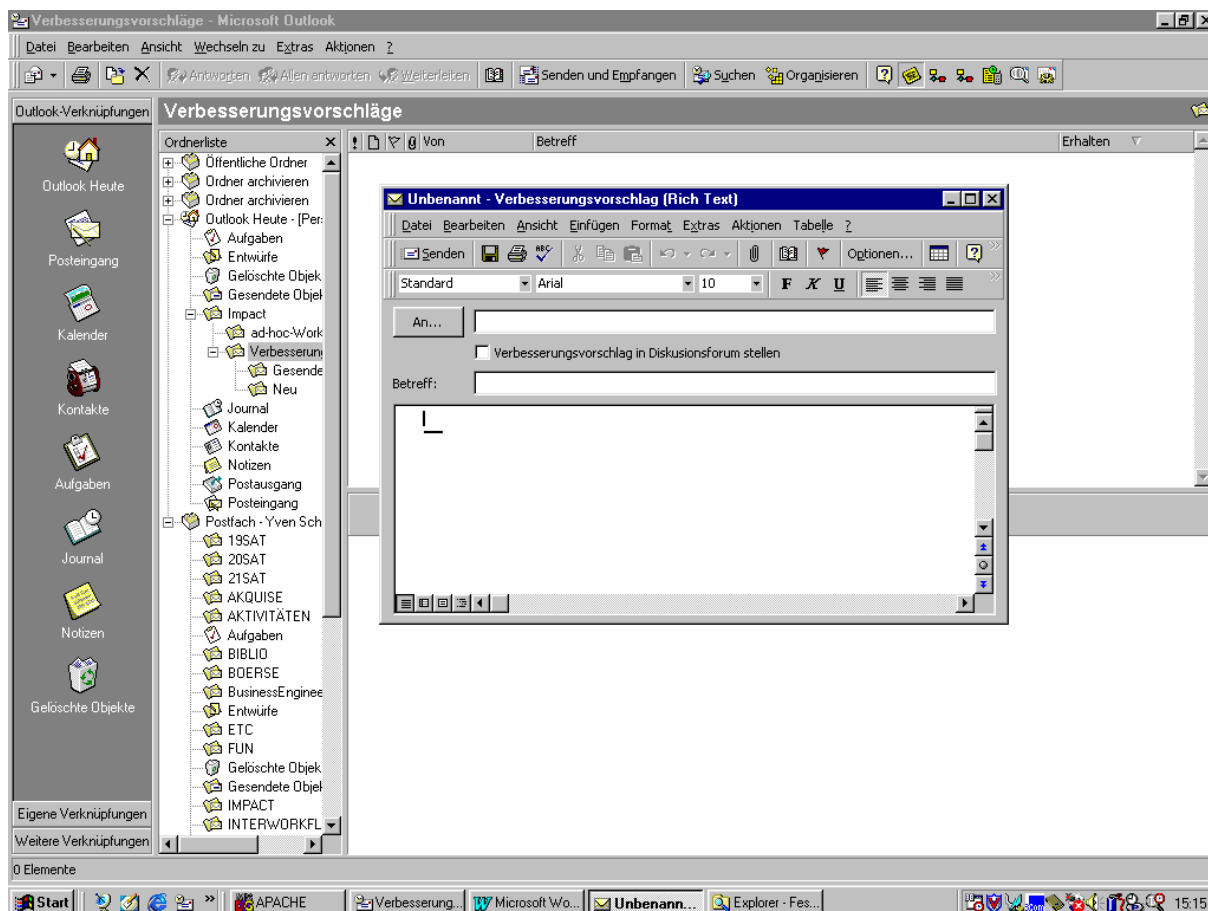 Verbesserungsvorschläge - Microsoft Outlook
Datei Bearbeiten Ansicht Wechseln zu Extras Aktionen ?
Antworten Allen antworten Weiterleiten Senden und Empfangen Suchen Organisieren
Outlook-Verknüpfungen
Outlook Heute
Posteingang
Kalender
Kontakte
Aufgaben
Journal
Notizen
Gelöschte Objekte
Eigene Verknüpfungen
Weitere Verknüpfungen
Verbesserungsvorschläge
Ordnerliste
Öffentliche Ordner
Ordner archivieren
Ordner archivieren
Outlook Heute - [Per
Aufgaben
Entwürfe
Gelöschte Objek
Gesendete Objek
Impact
ad-hoc-Work
Verbesserun
Gesende
Neu
Journal
Kalender
Kontakte
Notizen
Postausgang
Posteingang
Postfach - Yven Sch
19SAT
20SAT
21SAT
AKQUISE
AKTIVITÄTEN
Aufgaben
BIBLIO
BOERSE
BusinessEnginee
Entwürfe
ETC
FUN
Gelöschte Objek
Gesendete Objek
IMPACT
INTERWORKFL
Von Betreff Erhalten
Unbenannt - Verbesserungsvorschlag (Rich Text)
Datei Bearbeiten Ansicht Einfügen Format Extras Aktionen Tabelle ?
Senden ABC Optionen...
Standard Arial 10 F K U
An...
Verbesserungsvorschlag in Diskusionsforum stellen
Betreff:
0 Elemente
Start APACHE Verbesserung... Microsoft Wo... Unbenann... Explorer - Fes... 15:15